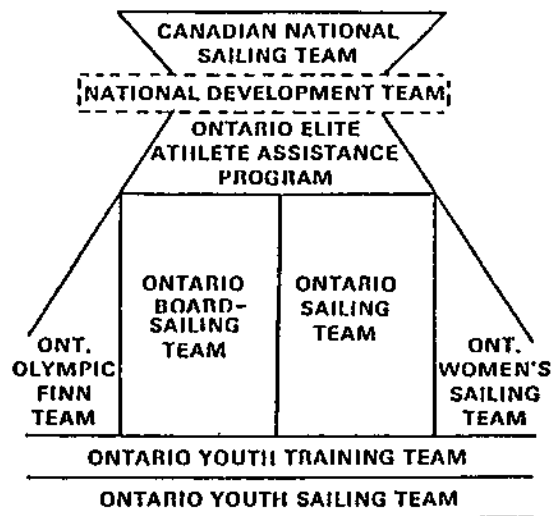 CANADIAN NATIONAL
SAILING TEAM
NATIONAL DEVELOPMENT TEAM
ONTARIO ELITE
ATHLETE ASSISTANCE
PROGRAM
ONTARIO
BOARD-
SAILING
TEAM
ONTARIO
SAILING
TEAM
ONT.
OLYMPIC
FINN
TEAM
ONT.
WOMEN'S
SAILING
TEAM
ONTARIO YOUTH TRAINING TEAM
ONTARIO YOUTH SAILING TEAM